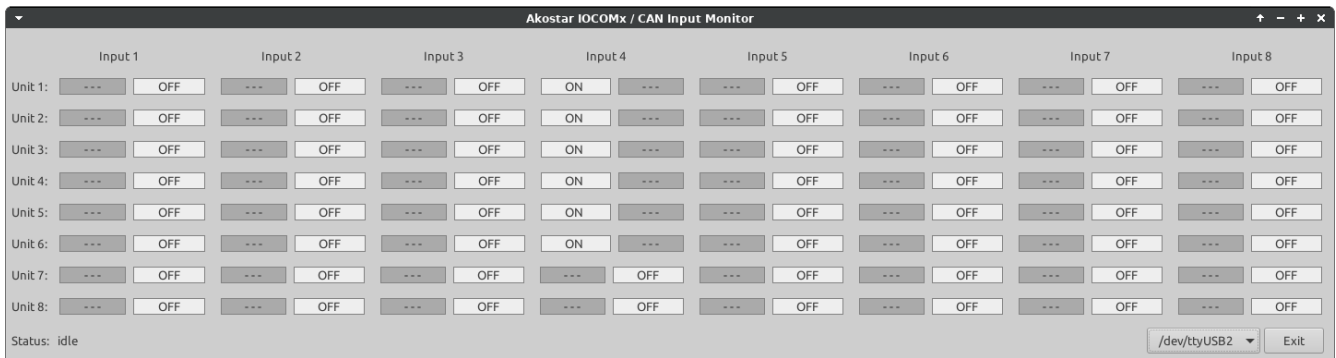 Akostar IOCOMx / CAN Input Monitor
Input 1 Input 2 Input 3 Input 4 Input 5 Input 6 Input 7 Input 8
Unit 1: --- OFF --- OFF --- OFF ON --- --- OFF --- OFF --- OFF --- OFF
Unit 2: --- OFF --- OFF --- OFF ON --- --- OFF --- OFF --- OFF --- OFF
Unit 3: --- OFF --- OFF --- OFF ON --- --- OFF --- OFF --- OFF --- OFF
Unit 4: --- OFF --- OFF --- OFF ON --- --- OFF --- OFF --- OFF --- OFF
Unit 5: --- OFF --- OFF --- OFF ON --- --- OFF --- OFF --- OFF --- OFF
Unit 6: --- OFF --- OFF --- OFF ON --- --- OFF --- OFF --- OFF --- OFF
Unit 7: --- OFF --- OFF --- OFF --- OFF --- OFF --- OFF --- OFF --- OFF
Unit 8: --- OFF --- OFF --- OFF --- OFF --- OFF --- OFF --- OFF --- OFF
Status: idle /dev/ttyUSB2 Exit